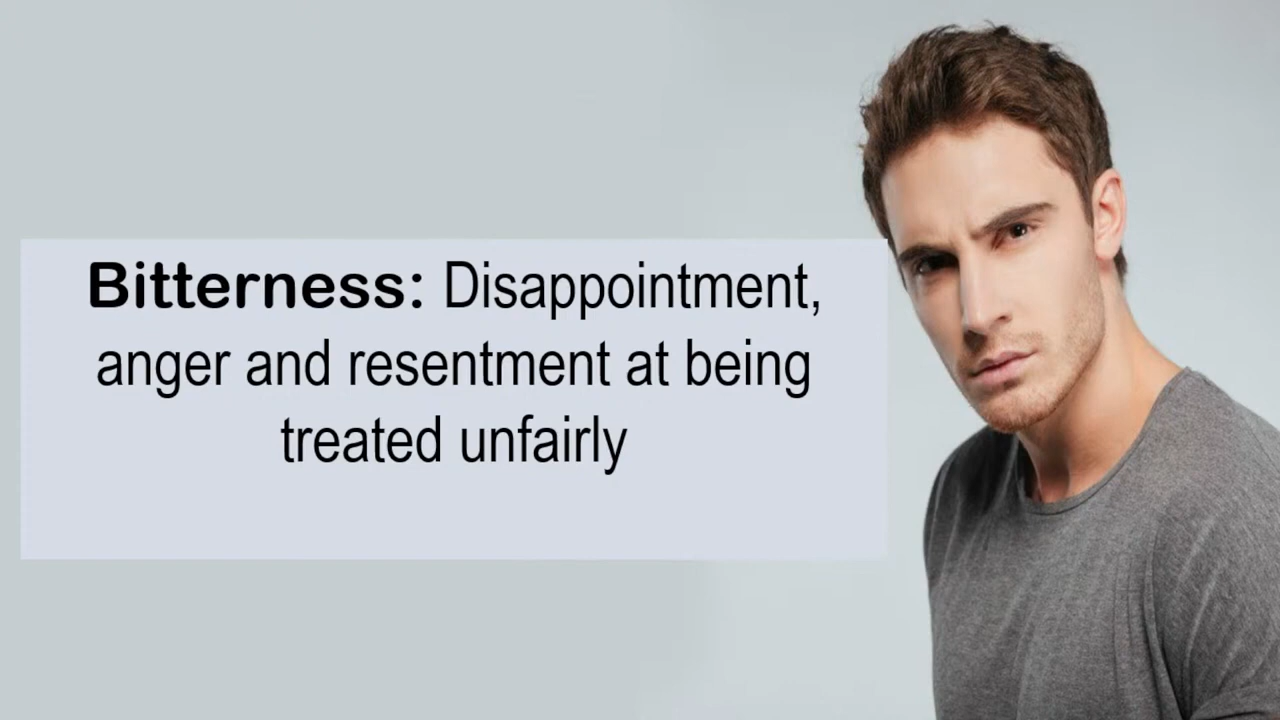 Bitterness: Disappointment,
anger and resentment at being
treated unfairly